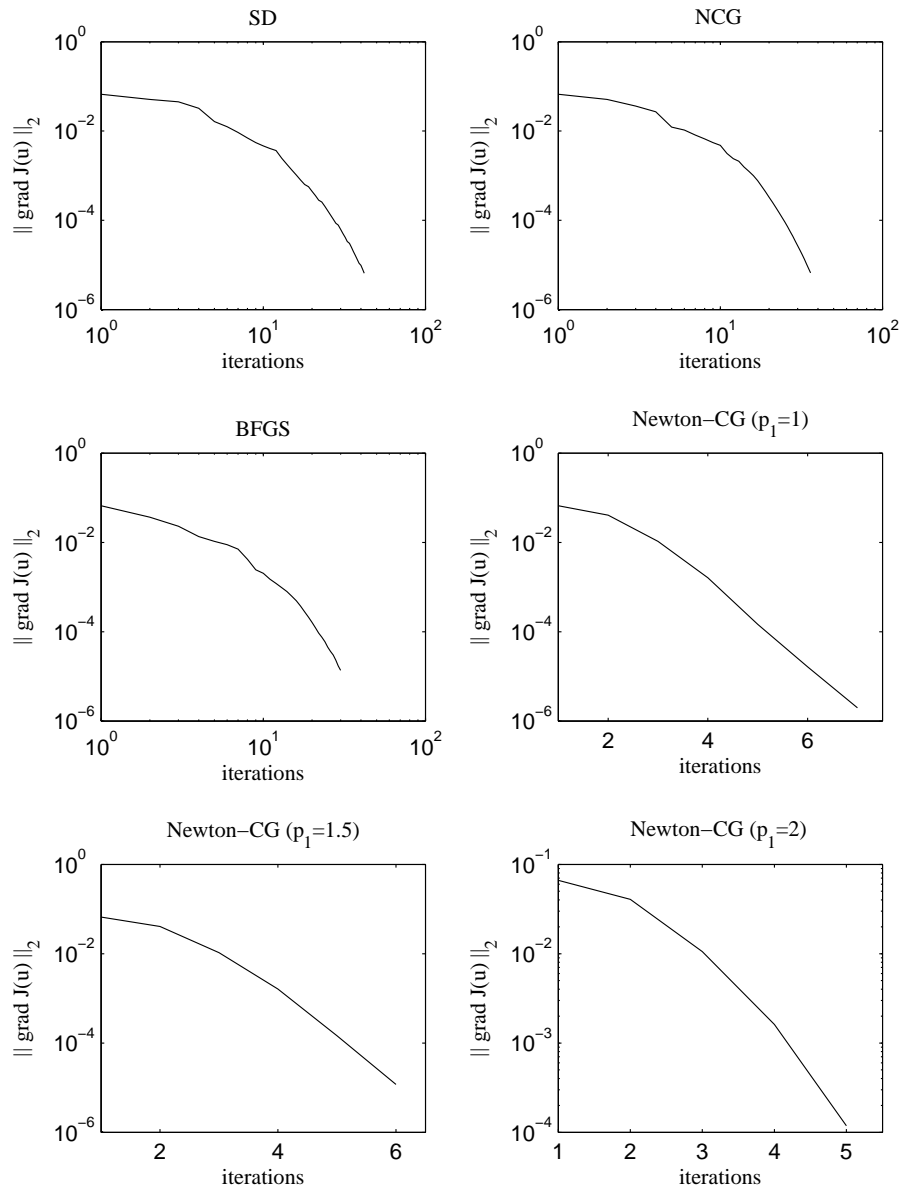 SD
10^0
10^-2
10^-4
10^-6
|| grad J(u) ||_2
10^0 10^1 10^2
iterations
NCG
10^0
10^-2
10^-4
10^-6
|| grad J(u) ||_2
10^0 10^1 10^2
iterations
BFGS
10^0
10^-2
10^-4
10^-6
|| grad J(u) ||_2
10^0 10^1 10^2
iterations
Newton−CG (p_1=1)
10^0
10^-2
10^-4
10^-6
|| grad J(u) ||_2
2 4 6
iterations
Newton−CG (p_1=1.5)
10^0
10^-2
10^-4
10^-6
|| grad J(u) ||_2
2 4 6
iterations
Newton−CG (p_1=2)
10^-1
10^-2
10^-3
10^-4
|| grad J(u) ||_2
1 2 3 4 5
iterations